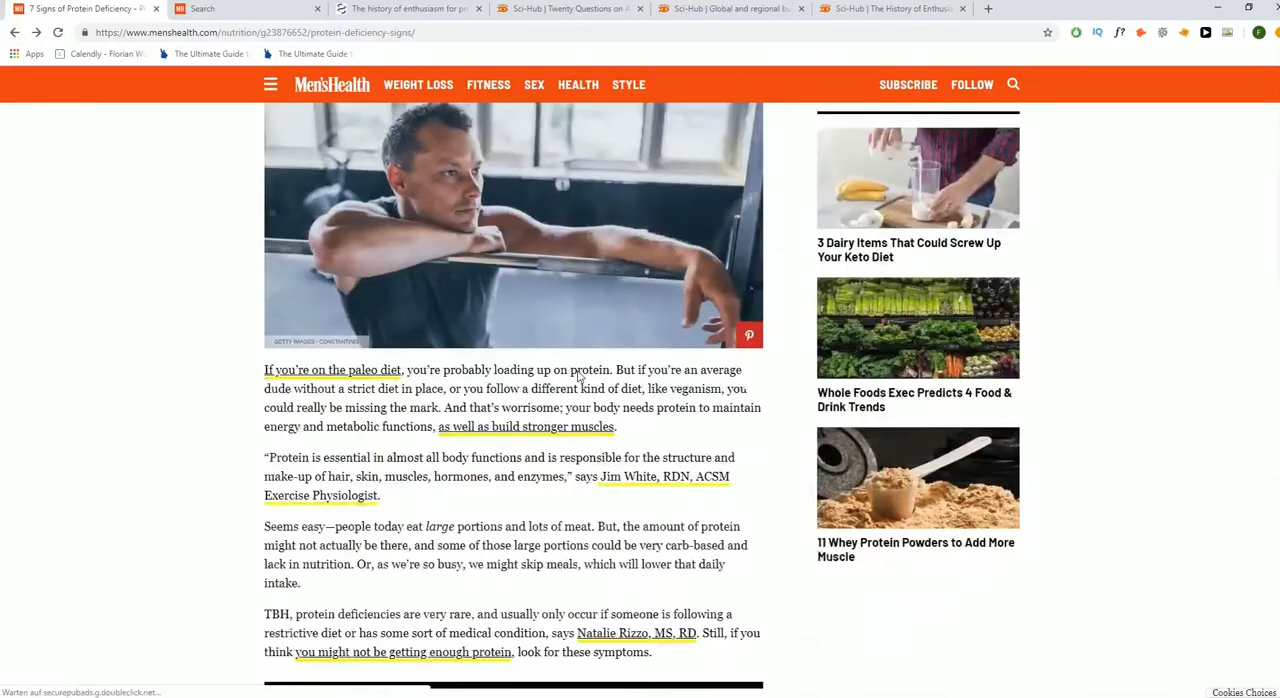 7 Signs of Protein Deficiency - P
Search
The history of enthusiasm for pr
Sci-Hub | Twenty Questions on A
Sci-Hub | Global and regional bu
Sci-Hub | The History of Enthusia
https://www.menshealth.com/nutrition/g23876652/protein-deficiency-signs/
Apps
Calendly - Florian W
The Ultimate Guide
The Ultimate Guide
Men'sHealth WEIGHT LOSS FITNESS SEX HEALTH STYLE SUBSCRIBE FOLLOW
GETTY IMAGES / CONSTANTINIS
If you're on the paleo diet, you're probably loading up on protein. But if you're an average
dude without a strict diet in place, or you follow a different kind of diet, like veganism, you
could really be missing the mark. And that's worrisome; your body needs protein to maintain
energy and metabolic functions, as well as build stronger muscles.
“Protein is essential in almost all body functions and is responsible for the structure and
make-up of hair, skin, muscles, hormones, and enzymes,” says Jim White, RDN, ACSM
Exercise Physiologist.
Seems easy—people today eat large portions and lots of meat. But, the amount of protein
might not actually be there, and some of those large portions could be very carb-based and
lack in nutrition. Or, as we're so busy, we might skip meals, which will lower that daily
intake.
TBH, protein deficiencies are very rare, and usually only occur if someone is following a
restrictive diet or has some sort of medical condition, says Natalie Rizzo, MS, RD. Still, if you
think you might not be getting enough protein, look for these symptoms.
3 Dairy Items That Could Screw Up
Your Keto Diet
Whole Foods Exec Predicts 4 Food &
Drink Trends
11 Whey Protein Powders to Add More
Muscle
Warten auf securepubads.g.doubleclick.net...
Cookies Choices